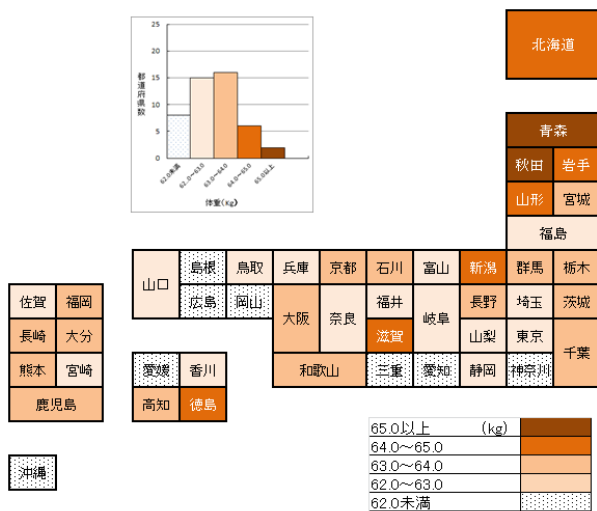 25
20
15
10
5
0
都道府県数
62.0未満
62.0～63.0
63.0～64.0
64.0～65.0
65.0以上
体重(Kg)
北海道
青森
秋田 岩手
山形 宮城
福島
山口 島根 鳥取 兵庫 京都 石川 富山 新潟 群馬 栃木
佐賀 福岡 広島 岡山 大阪 奈良 福井 岐阜 長野 埼玉 茨城
長崎 大分 滋賀 山梨 東京 千葉
熊本 宮崎 愛媛 香川 和歌山 三重 愛知 静岡 神奈川
鹿児島 高知 徳島
沖縄
65.0以上 (kg)
64.0～65.0
63.0～64.0
62.0～63.0
62.0未満